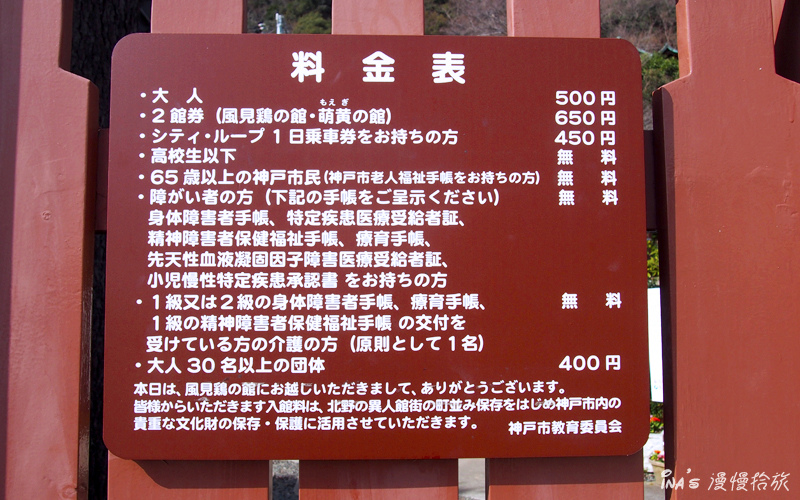 料金表
・大人 500円
もえぎ
・2館券(風見鶏の館・萌黄の館) 650円
・シティ・ループ1日乗車券をお持ちの方 450円
・高校生以下 無料
・65歳以上の神戸市民(神戸市老人福祉手帳をお持ちの方) 無料
・障がい者の方(下記の手帳をご呈示ください) 無料
身体障害者手帳、特定疾患医療受給者証、
精神障害者保健福祉手帳、療育手帳、
先天性血液凝固因子障害医療受給者証、
小児慢性特定疾患承認書 をお持ちの方
・1級又は2級の身体障害者手帳、療育手帳、 無料
1級の精神障害者保健福祉手帳 の交付を
受けている方の介護の方(原則として1名)
・大人30名以上の団体 400円
本日は、風見鶏の館にお越しいただきまして、ありがとうございます。
皆様からいただきます入館料は、北野の異人館街の町並み保存をはじめ神戸市内の
貴重な文化財の保存・保護に活用させていただきます。 神戸市教育委員会
iNA's 漫慢拾旅